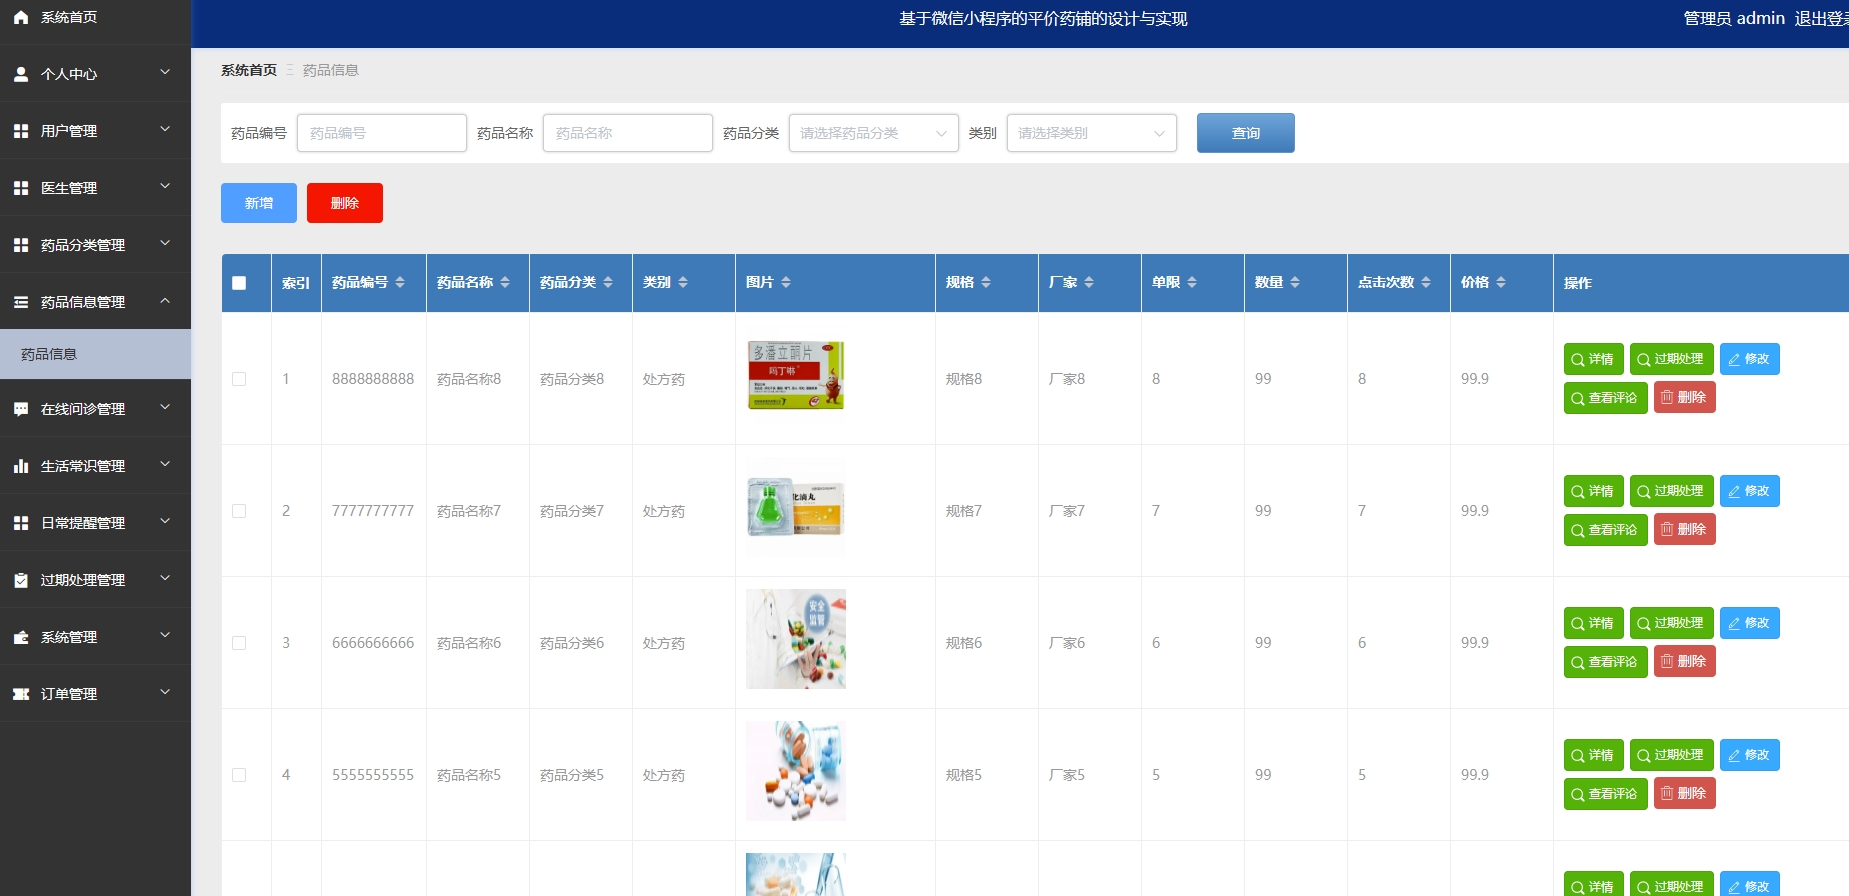 系统首页
个人中心
用户管理
医生管理
药品分类管理
药品信息管理
药品信息
在线问诊管理
生活常识管理
日常提醒管理
过期处理管理
系统管理
订单管理
基于微信小程序的平价药铺的设计与实现
管理员 admin 退出登录
系统首页 药品信息
药品编号 药品编号 药品名称 药品名称 药品分类 请选择药品分类 类别 请选择类别 查询
新增 删除
索引 药品编号 药品名称 药品分类 类别 图片 规格 厂家 单限 数量 点击次数 价格 操作
多潘立酮片
吗丁啉
1 8888888888 药品名称8 药品分类8 处方药 规格8 厂家8 8 99 8 99.9
详情 过期处理 修改
查看评论 删除
化滴丸
2 7777777777 药品名称7 药品分类7 处方药 规格7 厂家7 7 99 7 99.9
详情 过期处理 修改
查看评论 删除
安全
监管
3 6666666666 药品名称6 药品分类6 处方药 规格6 厂家6 6 99 6 99.9
详情 过期处理 修改
查看评论 删除
4 5555555555 药品名称5 药品分类5 处方药 规格5 厂家5 5 99 5 99.9
详情 过期处理 修改
查看评论 删除
详情 过期处理 修改